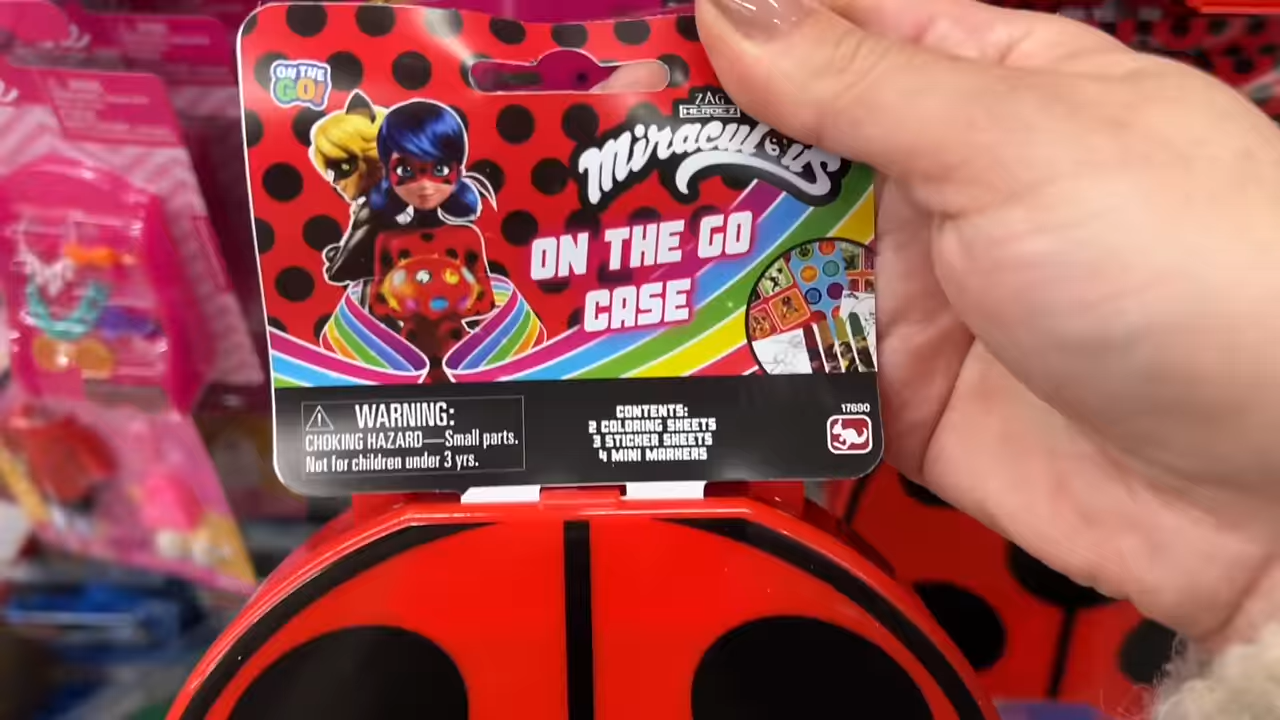 ON THE
GO!
ZAG
HEROEZ
Miraculous
ON THE GO
CASE
WARNING:
CHOKING HAZARD—Small parts.
Not for children under 3 yrs.
CONTENTS:
2 COLORING SHEETS
3 STICKER SHEETS
4 MINI MARKERS
17690